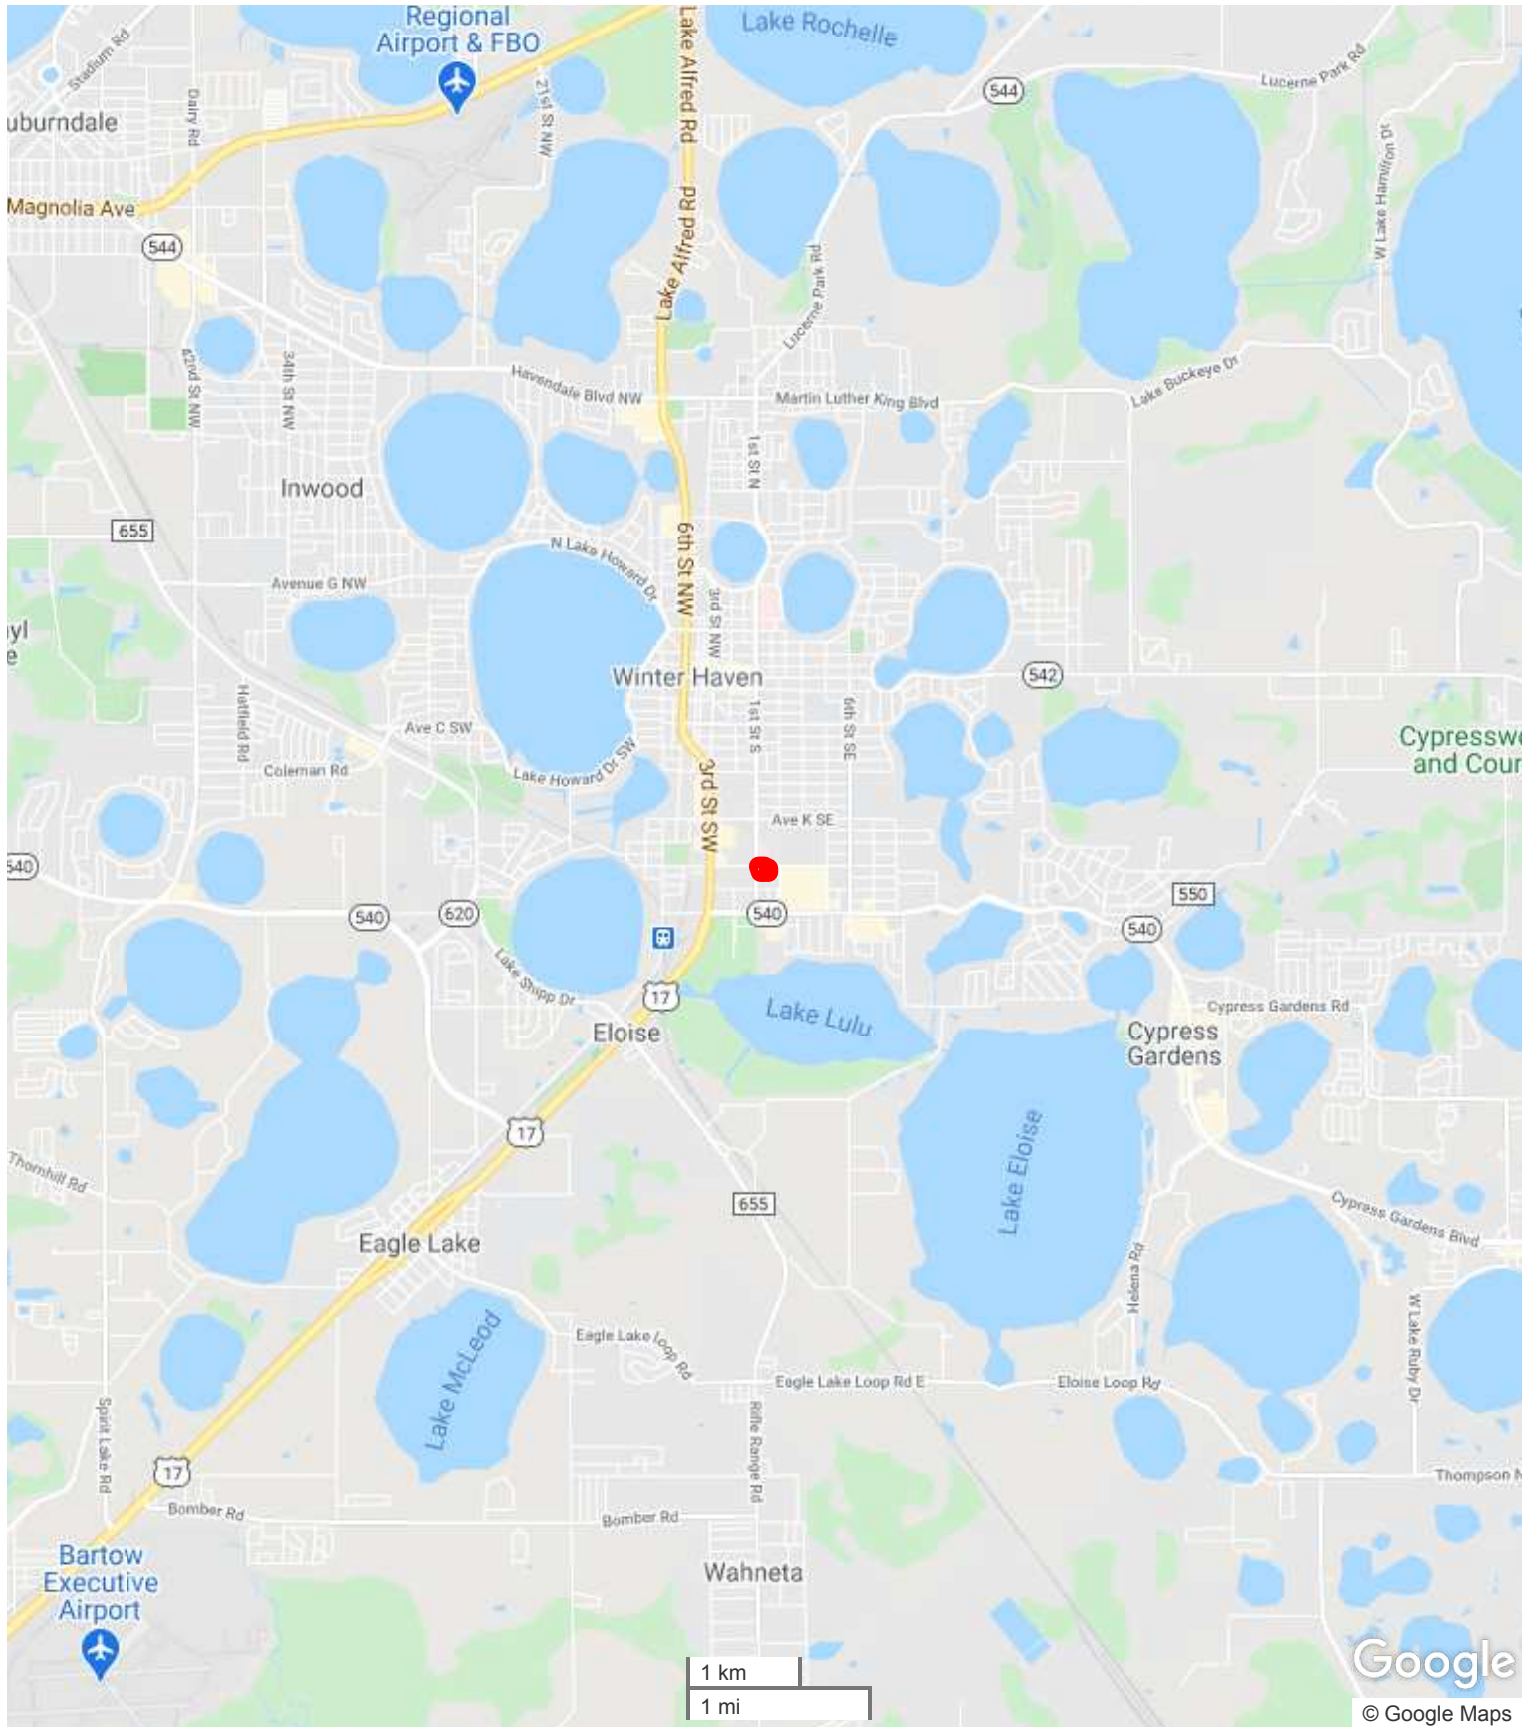 Regional
Airport & FBO
Lake Alfred Rd
Lake Rochelle
Stadium Rd
544
Lucerne Park Rd
Dairy Rd
21st St NW
uburndale
W Lake Hamilton Dr
Magnolia Ave
544
Lake Alfred Rd
Lucerne Park Rd
42nd St NW
34th St NW
Havendale Blvd NW
Martin Luther King Blvd
Lake Buckeye Dr
1st St N
Inwood
655
6th St NW
N Lake Howard Dr
Avenue G NW
3rd St NW
yl
e
Winter Haven
542
Hatfield Rd
Ave C SW
1st St S
6th St SE
Cypresswo
and Cour
Coleman Rd
Lake Howard Dr SW
3rd St SW
Ave K SE
540
550
540
620
540
540
Lake Shipp Dr
17
Lake Lulu
Cypress Gardens Rd
Eloise
Cypress
Gardens
17
Lake Eloise
Thornhill Rd
655
Cypress Gardens Blvd
Eagle Lake
Helena Rd
Lake McLeod
Eagle Lake Loop Rd
W Lake Ruby Dr
Eagle Lake Loop Rd E
Eloise Loop Rd
Spirit Lake Rd
Rifle Range Rd
17
Thompson N
Bomber Rd
Bomber Rd
Bartow
Executive
Airport
Wahneta
1 km
1 mi
Google
© Google Maps